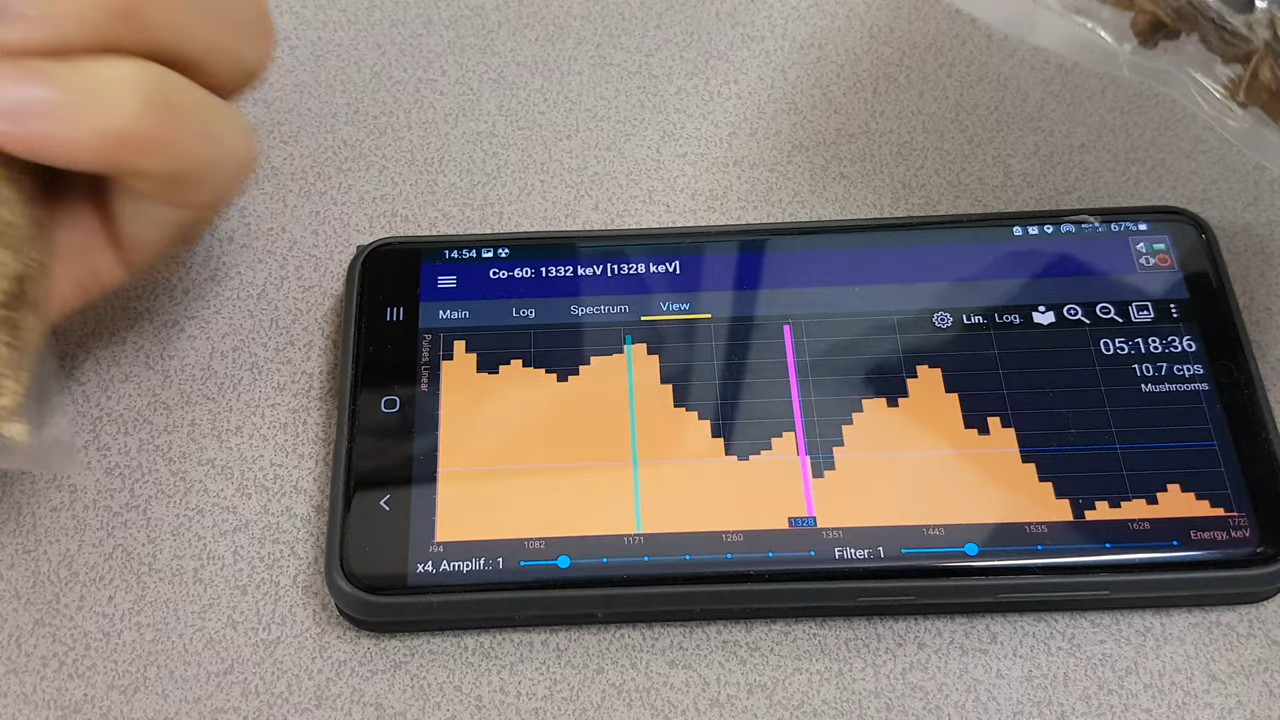 14:54
67%
Co-60: 1332 keV [1328 keV]
Main Log Spectrum View
Lin. Log.
Pulses, Linear
05:18:36
10.7 cps
Mushrooms
1328
1082 1171 1260 1351 1443 1535 1628
Energy, keV
x4, Amplif.: 1
Filter: 1